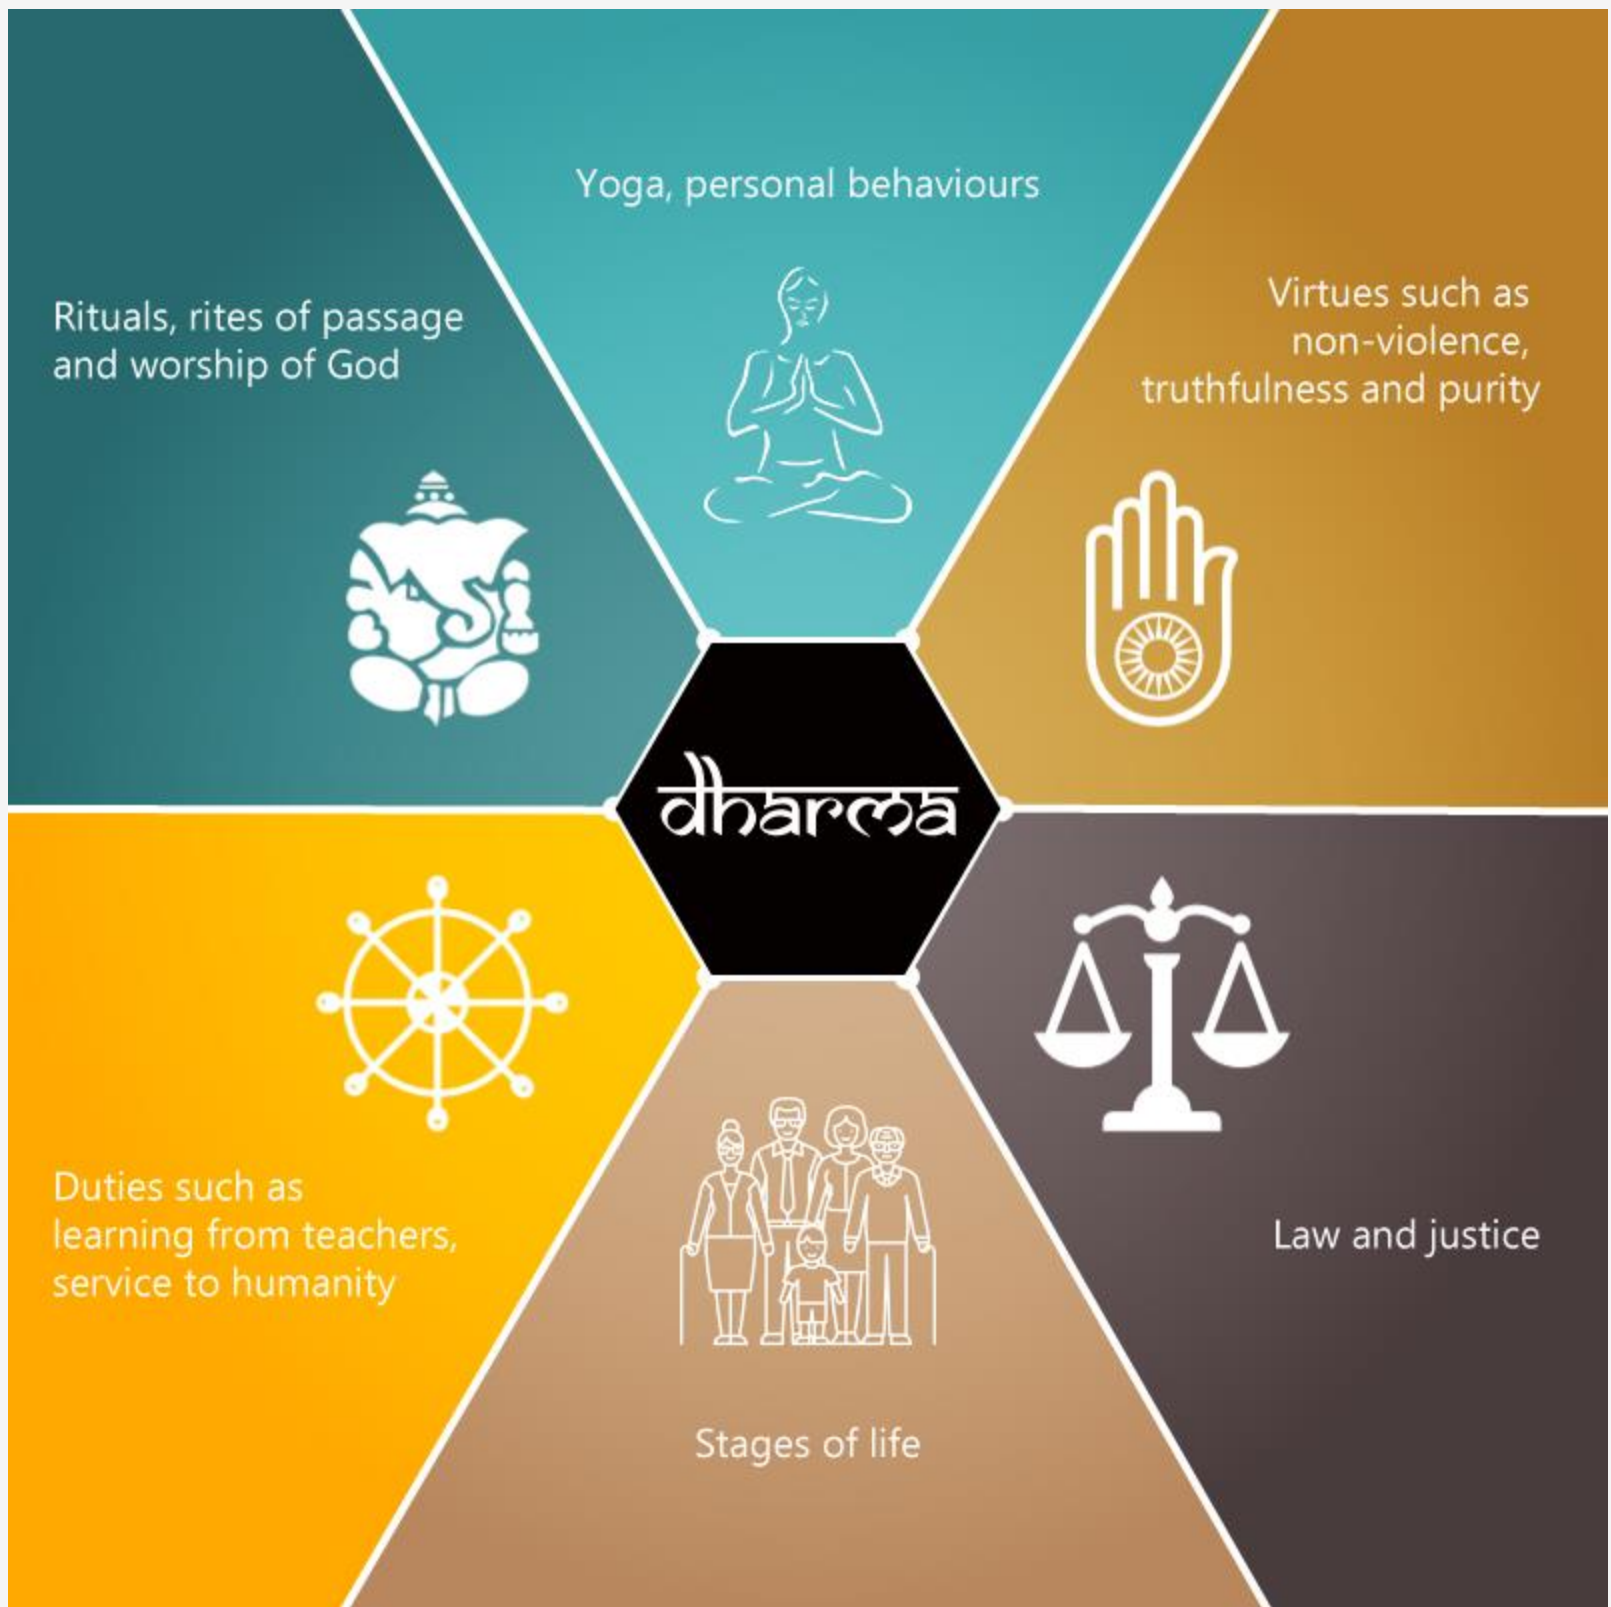 Yoga, personal behaviours
Rituals, rites of passage
and worship of God
Virtues such as
non-violence,
truthfulness and purity
dharma
Duties such as
learning from teachers,
service to humanity
Law and justice
Stages of life